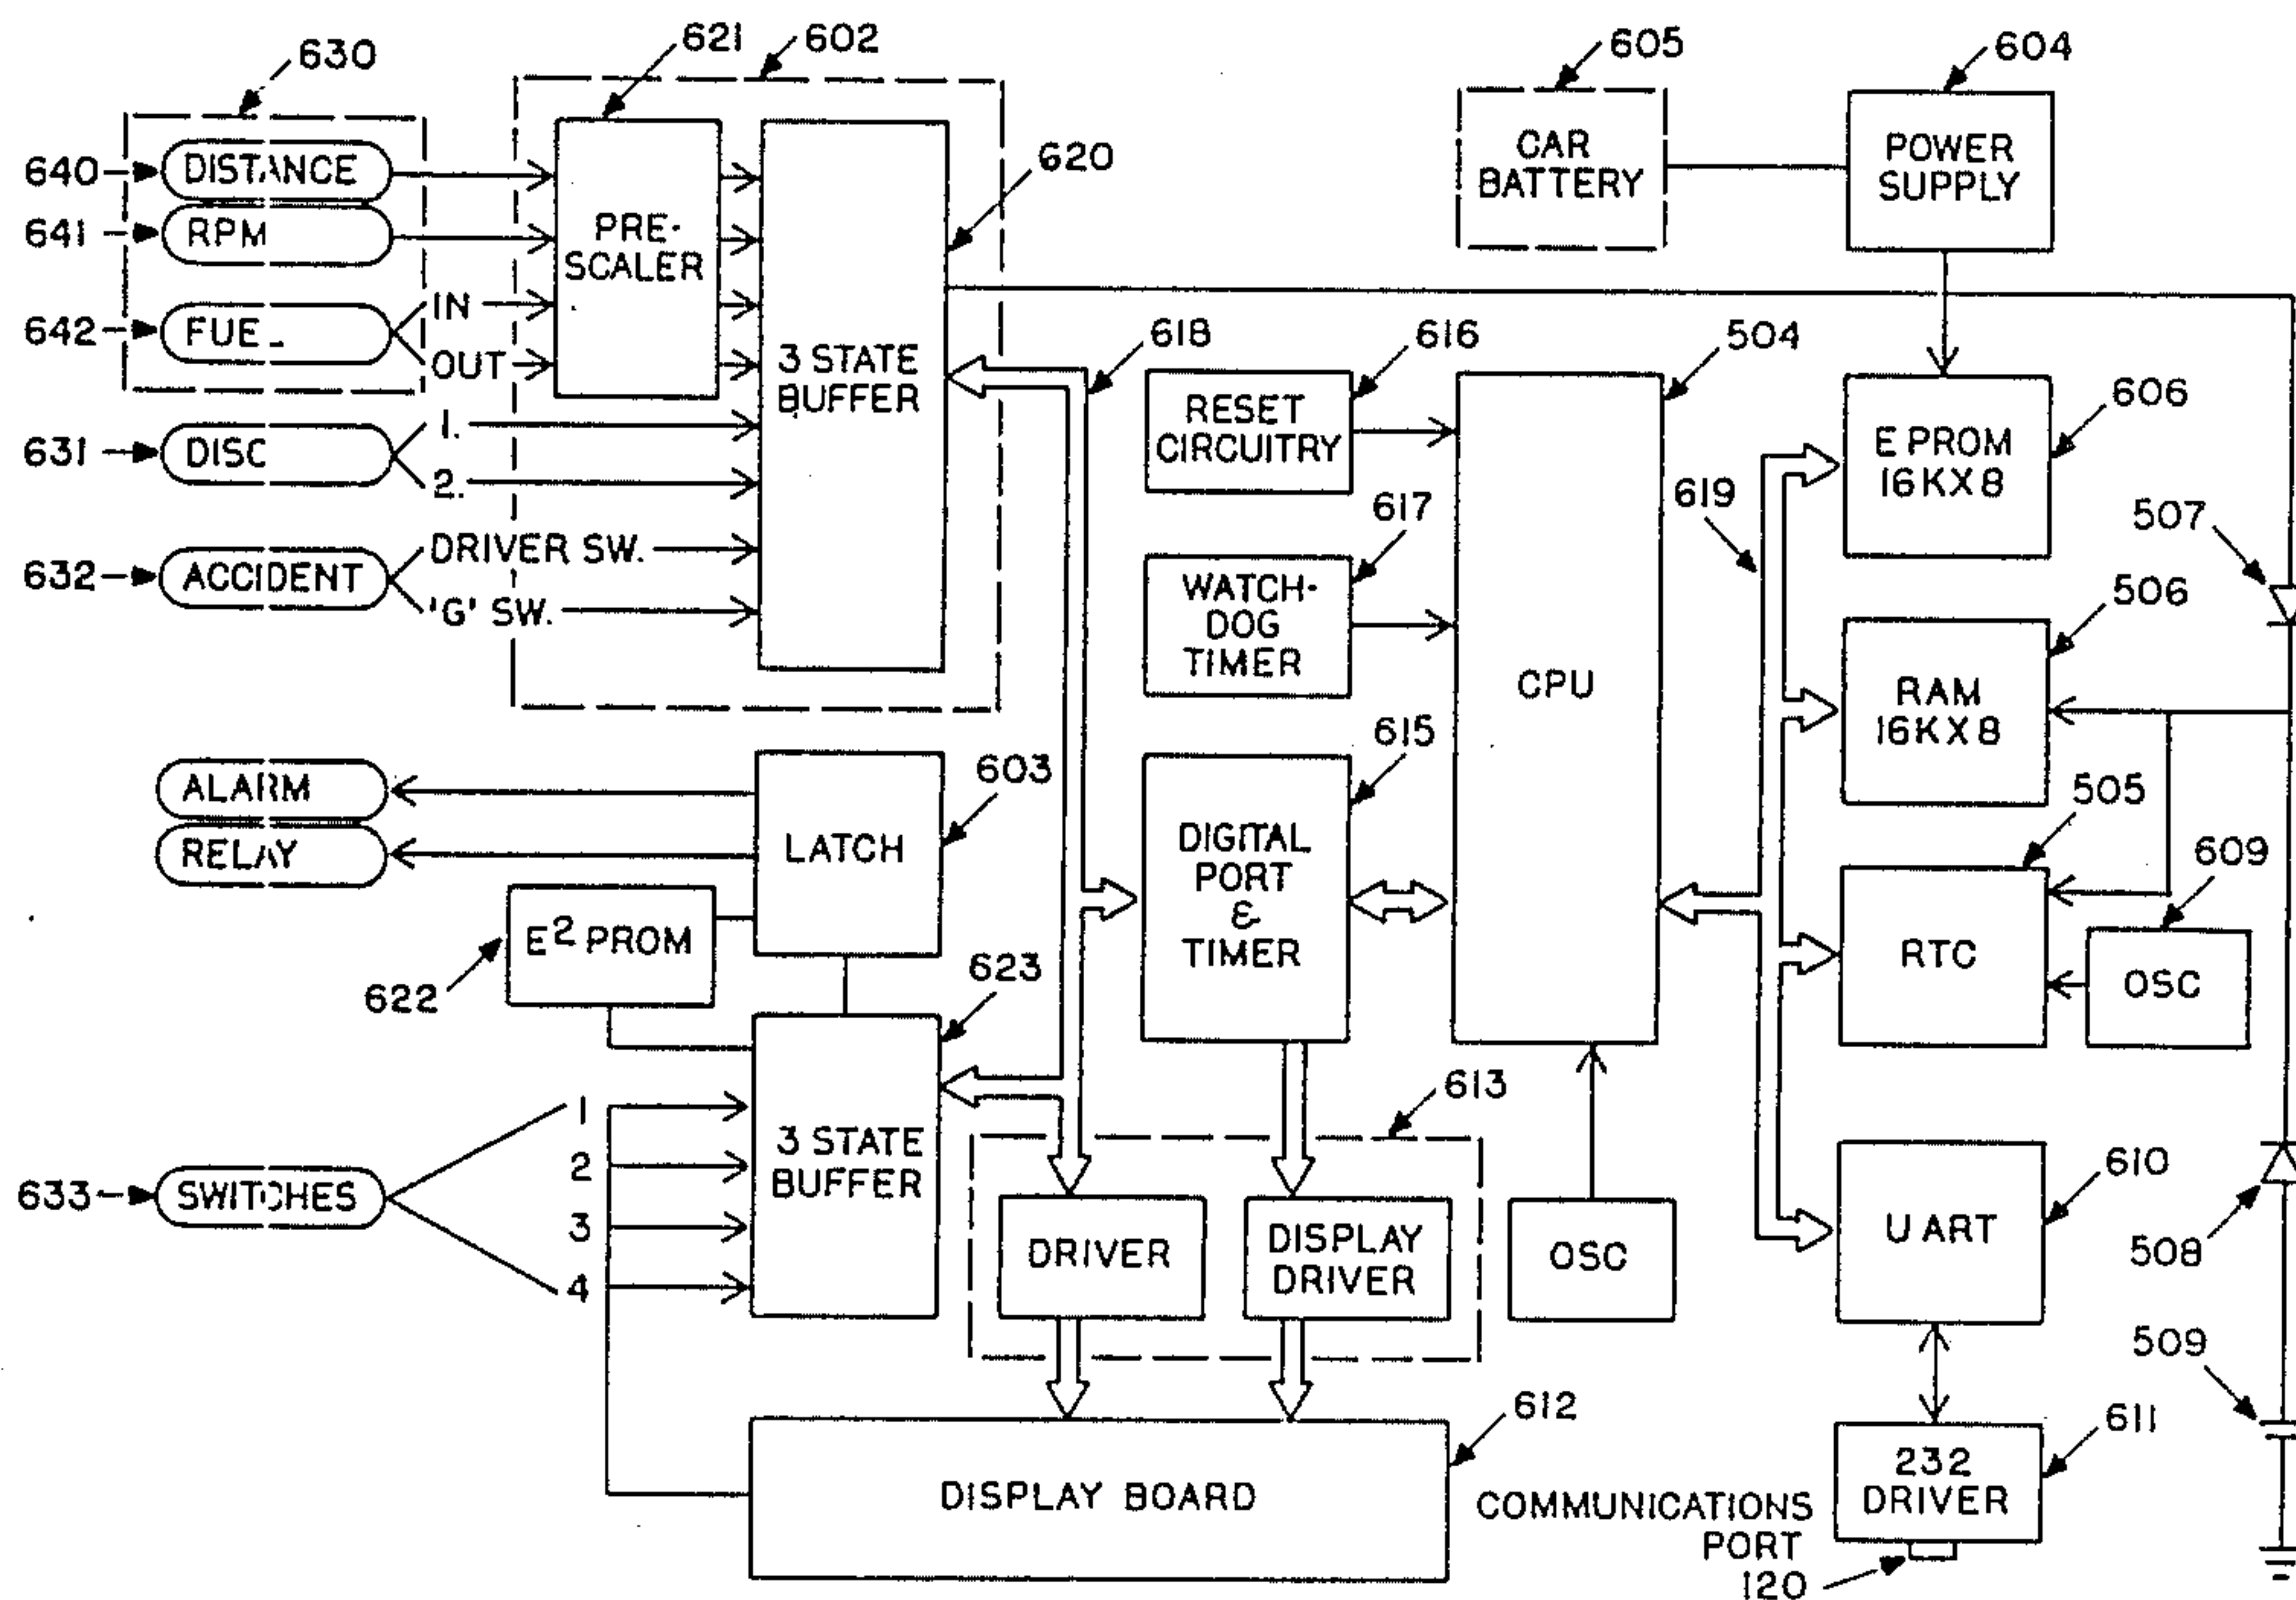 630
621
602
605
604
640
DISTANCE
641
RPM
642
FUEL
IN
OUT
PRE-
SCALER
3 STATE
BUFFER
620
CAR
BATTERY
POWER
SUPPLY
631
DISC
1.
2.
632
ACCIDENT
DRIVER SW.
'G' SW.
618
616
504
RESET
CIRCUITRY
617
WATCH-
DOG
TIMER
CPU
619
E PROM
16KX8
606
507
506
RAM
16KX8
ALARM
RELAY
LATCH
603
615
DIGITAL
PORT
&
TIMER
505
609
RTC
OSC
E2 PROM
622
623
3 STATE
BUFFER
633
SWITCHES
1
2
3
4
613
DRIVER
DISPLAY
DRIVER
OSC
U ART
610
508
509
DISPLAY BOARD
612
232
DRIVER
611
COMMUNICATIONS
PORT
120